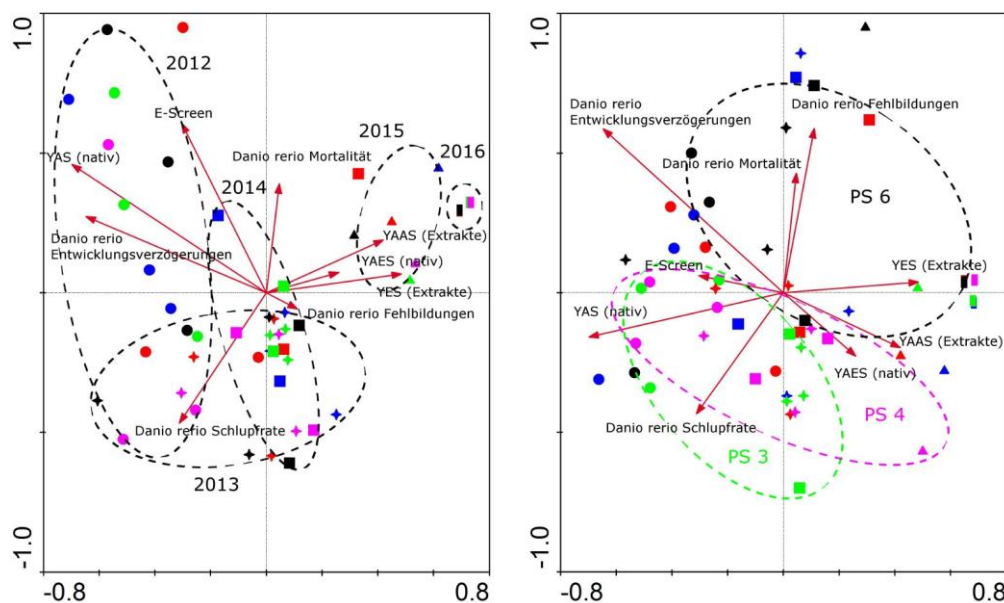 1.0
2012
E-Screen
YAS (nativ)
Danio rerio Mortalität
2015
2016
2014
YAAS (Extrakte)
Danio rerio
Entwicklungsverzögerungen
YAES (nativ)
YES (Extrakte)
Danio rerio Fehlbildungen
Danio rerio Schlupfrate
2013
-1.0
-0.8
0.8
1.0
Danio rerio
Entwicklungsverzögerungen
Danio rerio Fehlbildungen
Danio rerio Mortalität
PS 6
E-Screen
YES (Extrakte)
YAS (nativ)
YAAS (Extrakte)
YAES (nativ)
Danio rerio Schlupfrate
PS 4
PS 3
-1.0
-0.8
0.8